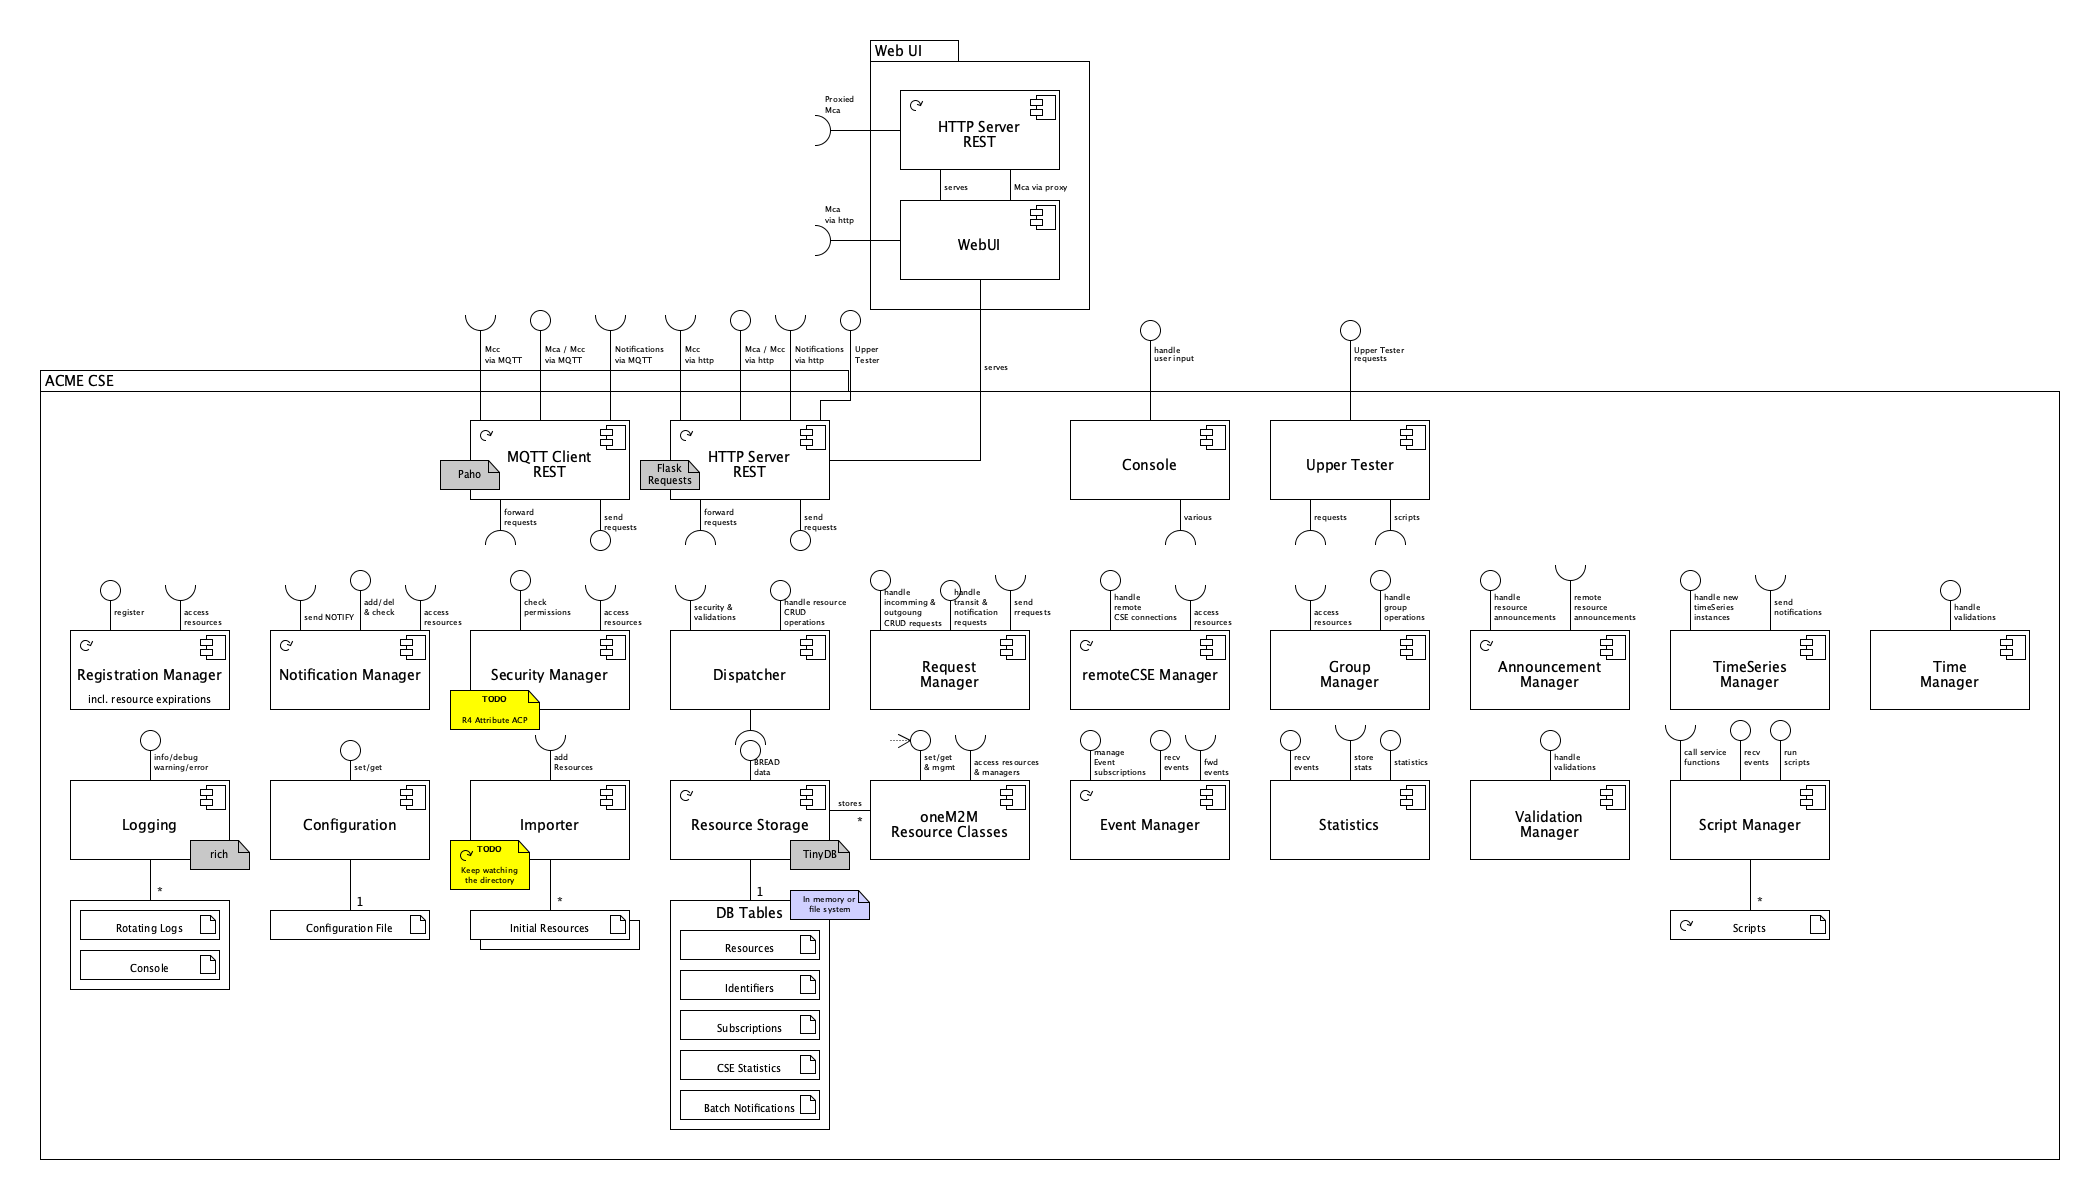 Web UI
Proxied
Mca
HTTP Server
REST
serves
Mca via proxy
Mca
via http
WebUI
serves
Mcc
via MQTT
Mca / Mcc
via MQTT
Notifications
via MQTT
Mcc
via http
Mca / Mcc
via http
Notifications
via http
Upper
Tester
handle
user input
Upper Tester
requests
ACME CSE
MQTT Client
REST
Paho
HTTP Server
REST
Flask
Requests
Console
Upper Tester
forward
requests
send
requests
forward
requests
send
requests
various
requests
scripts
register
access
resources
send NOTIFY
add/del
& check
access
resources
check
permissions
access
resources
security &
validations
handle resource
CRUD
operations
handle
incomming &
outgoung
CRUD requests
handle
transit &
notification
requests
send
rrequests
handle
remote
CSE connections
access
resources
access
resources
handle
group
operations
handle
resource
announcements
remote
resource
announcements
handle new
timeSeries
instances
send
notifications
handle
validations
Registration Manager
incl. resource expirations
Notification Manager
Security Manager
TODO
R4 Attribute ACP
Dispatcher
Request
Manager
remoteCSE Manager
Group
Manager
Announcement
Manager
TimeSeries
Manager
Time
Manager
info/debug
warning/error
set/get
add
Resources
BREAD
data
set/get
& mgmt
access resources
& managers
manage
Event
subscriptions
recv
events
fwd
events
recv
events
store
stats
statistics
handle
validations
call service
functions
recv
events
run
scripts
Logging
rich
Configuration
Importer
TODO
Keep watching
the directory
Resource Storage
TinyDB
stores
*
oneM2M
Resource Classes
Event Manager
Statistics
Validation
Manager
Script Manager
*
1
*
1
*
Rotating Logs
Console
Configuration File
Initial Resources
In memory or
file system
DB Tables
Resources
Identifiers
Subscriptions
CSE Statistics
Batch Notifications
Scripts